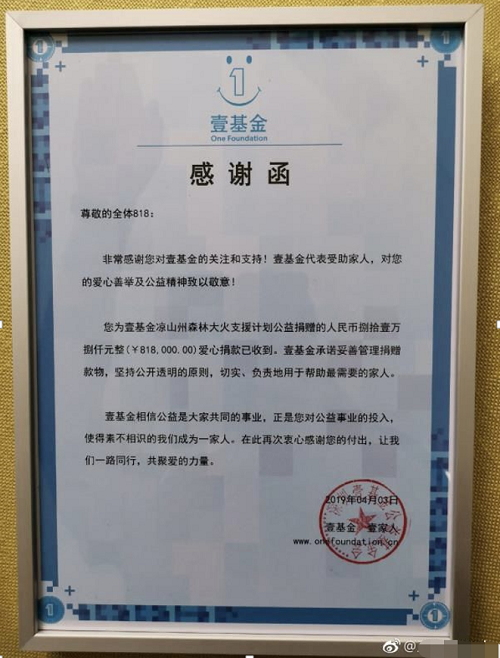 1
壹基金
One Foundation
感谢函
尊敬的全体818：
非常感谢您对壹基金的关注和支持！壹基金代表受助家人，对您
的爱心善举及公益精神致以敬意！
您为壹基金凉山州森林大火支援计划公益捐赠的人民币捌拾壹万
捌仟元整(￥818,000.00)爱心捐款已收到。壹基金承诺妥善管理捐赠
款物，坚持公开透明的原则，切实、负责地用于帮助最需要的家人。
壹基金相信公益是大家共同的事业，正是您对公益事业的投入，
使得素不相识的我们成为一家人。在此再次衷心感谢您的付出，让我
们一路同行，共聚爱的力量。
2019年04月03日
壹基金 壹家人
www.onefoundation.cn